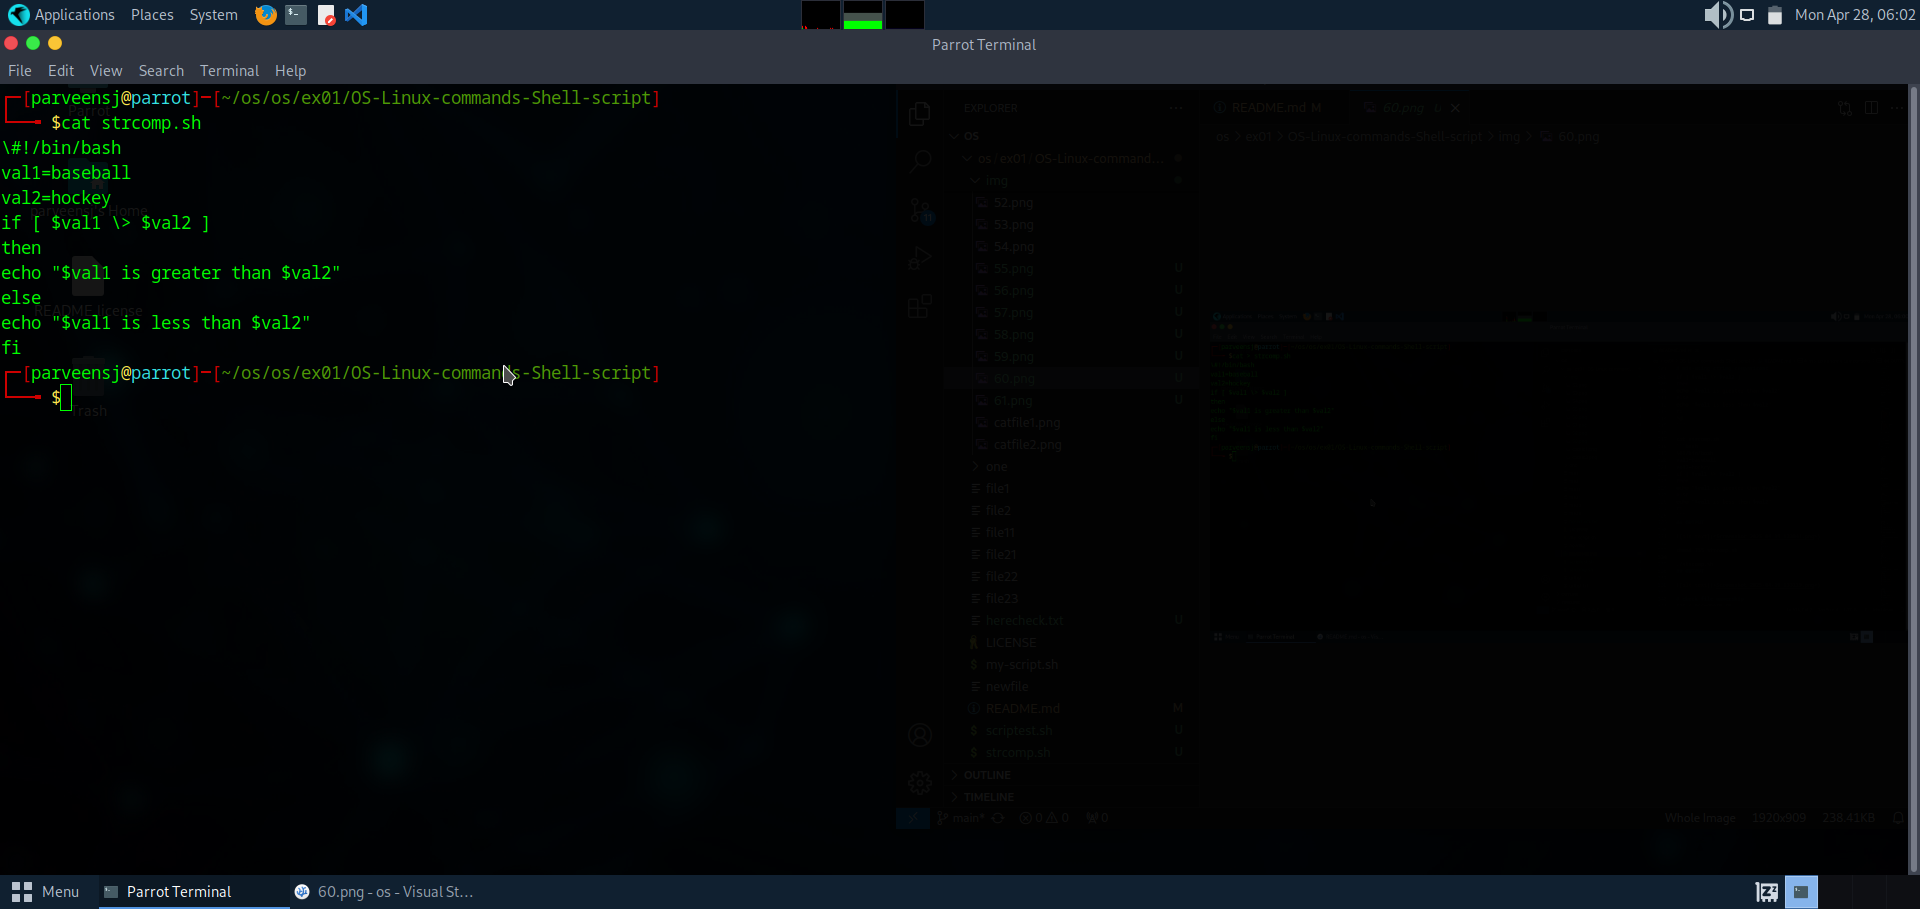 Applications Places System
Mon Apr 28, 06:02
Parrot Terminal
File Edit View Search Terminal Help
[parveensj@parrot]─[~/os/os/ex01/OS-Linux-commands-Shell-script]
$cat strcomp.sh
\#!/bin/bash
val1=baseball
val2=hockey
if [ $val1 \> $val2 ]
then
echo "$val1 is greater than $val2"
else
echo "$val1 is less than $val2"
fi
[parveensj@parrot]─[~/os/os/ex01/OS-Linux-commands-Shell-script]
$
README.license
Trash
EXPLORER
OS
os / ex01 / OS-Linux-command...
img
52.png
53.png
54.png
55.png U
56.png U
57.png U
58.png U
59.png U
60.png U
61.png U
catfile1.png
catfile2.png
one
file1
file2
file11
file21
file22
file23
herecheck.txt U
LICENSE
my-script.sh
newfile
README.md M
scriptest.sh U
strcomp.sh U
OUTLINE
TIMELINE
README.md M
60.png U
os > ex01 > OS-Linux-commands-Shell-script > img > 60.png
main* 0 0 0
Whole Image 1920x909 238.41KB
Menu
Parrot Terminal
60.png - os - Visual St...